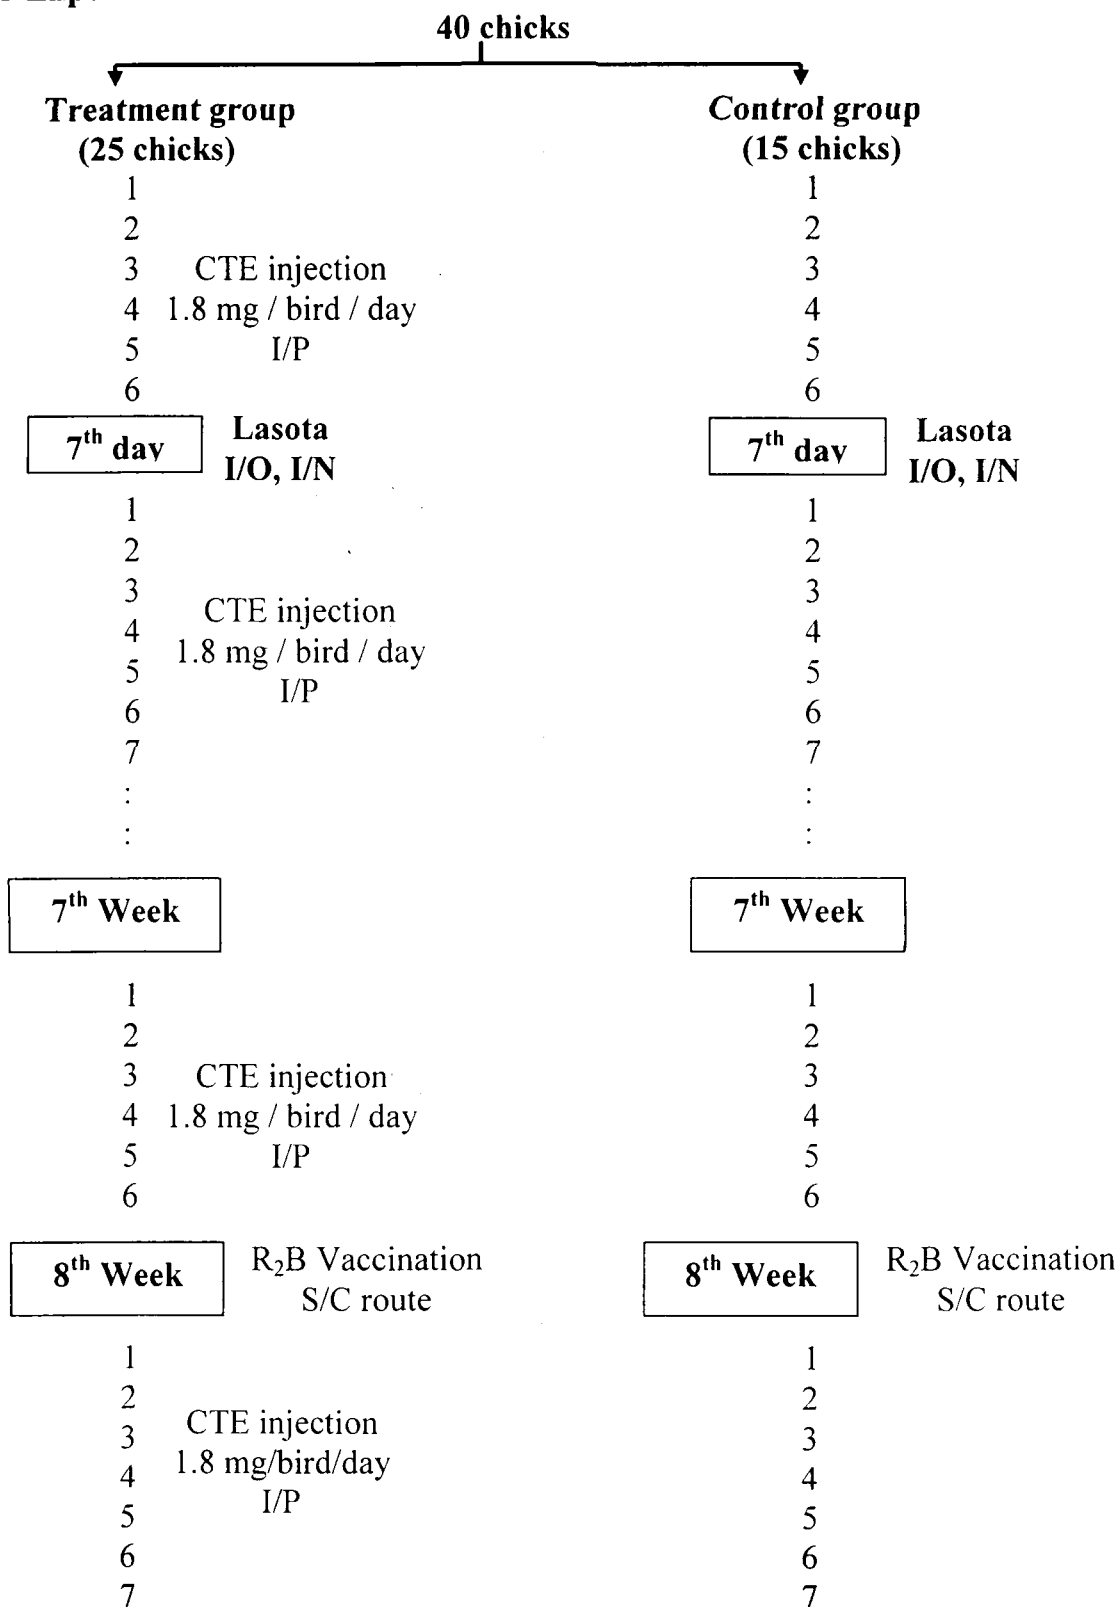 40 chicks
Treatment group
(25 chicks)
1
2
3 CTE injection
4 1.8 mg / bird / day
5 I/P
6
7th day Lasota
I/O, I/N
1
2
3
CTE injection
4
1.8 mg / bird / day
5
I/P
6
7
:
:
7th Week
1
2
3 CTE injection
4 1.8 mg / bird / day
5 I/P
6
8th Week R2B Vaccination
S/C route
1
2
CTE injection
3
1.8 mg/bird/day
4
I/P
5
6
7
Control group
(15 chicks)
1
2
3
4
5
6
7th day Lasota
I/O, I/N
1
2
3
4
5
6
7
:
:
7th Week
1
2
3
4
5
6
8th Week R2B Vaccination
S/C route
1
2
3
4
5
6
7